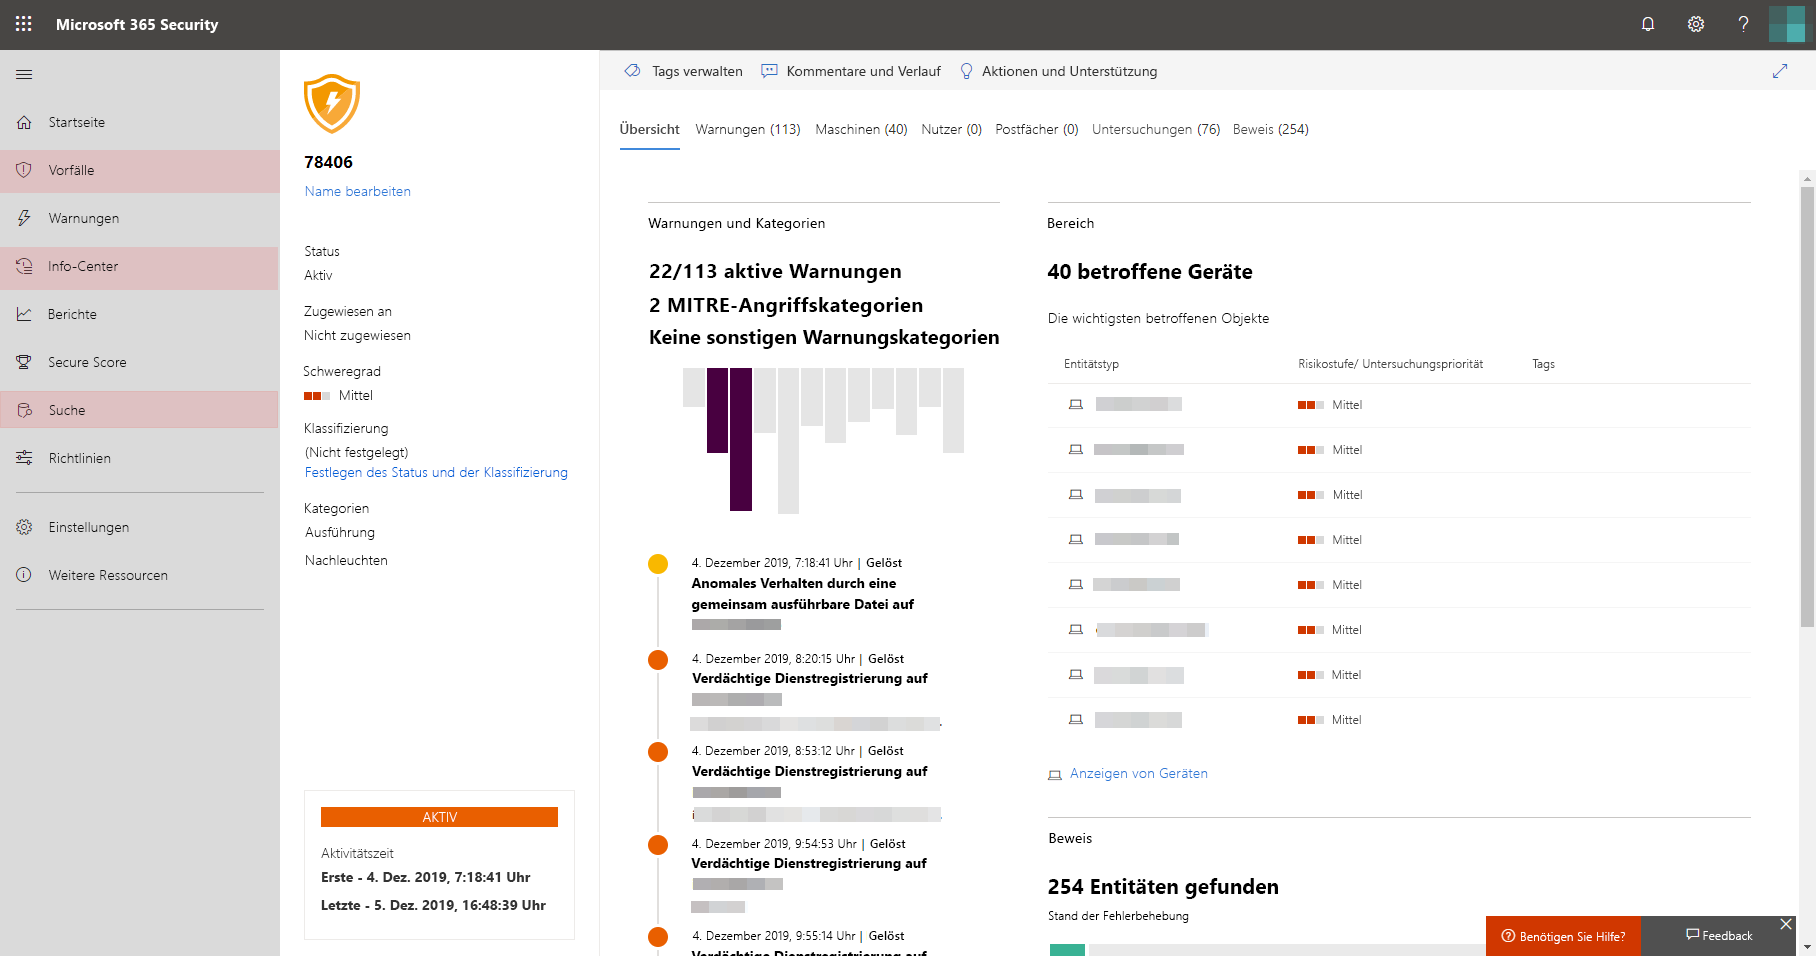 Microsoft 365 Security
?
Startseite
Vorfälle
Warnungen
Info-Center
Berichte
Secure Score
Suche
Richtlinien
Einstellungen
Weitere Ressourcen
78406
Name bearbeiten
Status
Aktiv
Zugewiesen an
Nicht zugewiesen
Schweregrad
Mittel
Klassifizierung
(Nicht festgelegt)
Festlegen des Status und der Klassifizierung
Kategorien
Ausführung
Nachleuchten
AKTIV
Aktivitätszeit
Erste - 4. Dez. 2019, 7:18:41 Uhr
Letzte - 5. Dez. 2019, 16:48:39 Uhr
Tags verwalten Kommentare und Verlauf Aktionen und Unterstützung
Übersicht Warnungen (113) Maschinen (40) Nutzer (0) Postfächer (0) Untersuchungen (76) Beweis (254)
Warnungen und Kategorien
22/113 aktive Warnungen
2 MITRE-Angriffskategorien
Keine sonstigen Warnungskategorien
4. Dezember 2019, 7:18:41 Uhr | Gelöst
Anomales Verhalten durch eine
gemeinsam ausführbare Datei auf
4. Dezember 2019, 8:20:15 Uhr | Gelöst
Verdächtige Dienstregistrierung auf
4. Dezember 2019, 8:53:12 Uhr | Gelöst
Verdächtige Dienstregistrierung auf
4. Dezember 2019, 9:54:53 Uhr | Gelöst
Verdächtige Dienstregistrierung auf
4. Dezember 2019, 9:55:14 Uhr | Gelöst
Verdächtige Dienstregistrierung auf
Bereich
40 betroffene Geräte
Die wichtigsten betroffenen Objekte
Entitätstyp Risikostufe/ Untersuchungspriorität Tags
Mittel
Mittel
Mittel
Mittel
Mittel
Mittel
Mittel
Mittel
Anzeigen von Geräten
Beweis
254 Entitäten gefunden
Stand der Fehlerbehebung
Benötigen Sie Hilfe?
Feedback